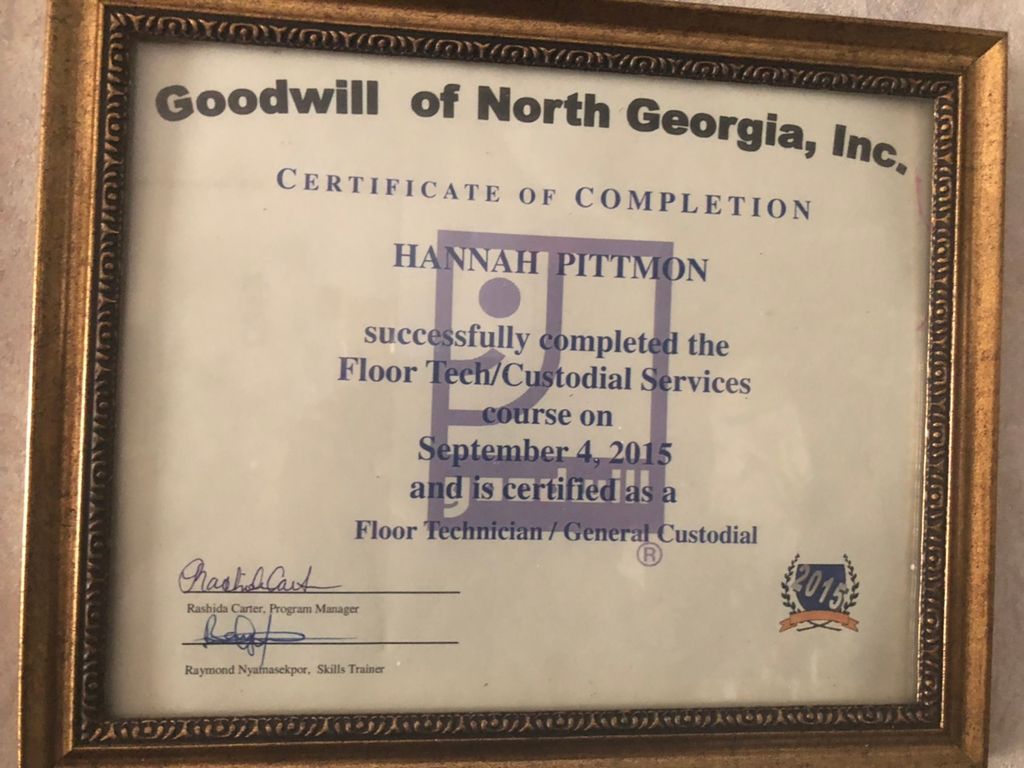 Goodwill of North Georgia, Inc.
CERTIFICATE OF COMPLETION
HANNAH PITTMON
successfully completed the
Floor Tech/Custodial Services
course on
September 4, 2015
and is certified as a
goodwill
Floor Technician / General Custodial
®
2015
Rashida Carter, Program Manager
Raymond Nyamasekpor, Skills Trainer